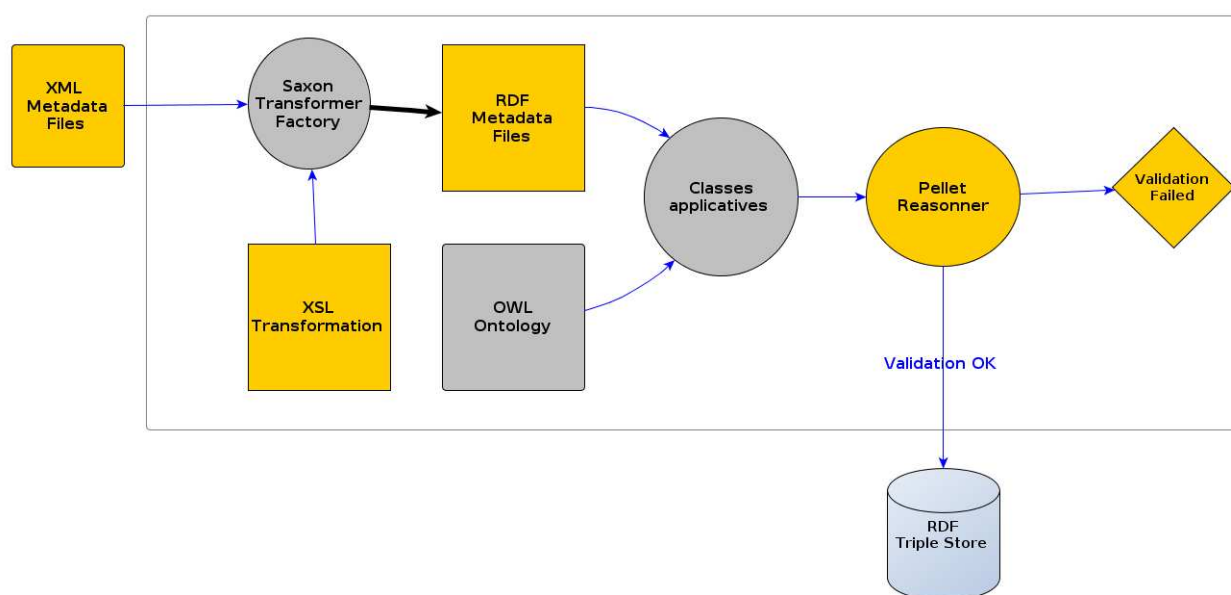 XML
Metadata
Files
Saxon
Transformer
Factory
RDF
Metadata
Files
Classes
applicatives
Pellet
Reasonner
Validation
Failed
XSL
Transformation
OWL
Ontology
Validation OK
RDF
Triple Store